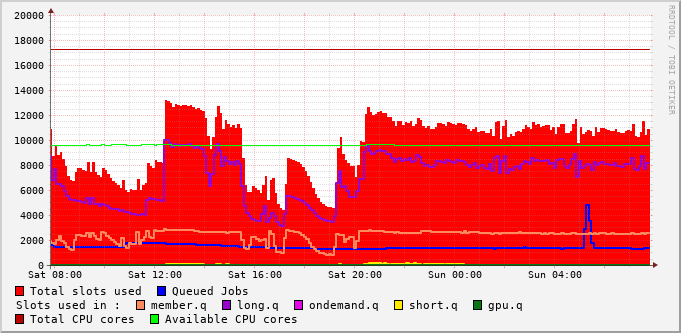 RRDTOOL / TOBI OETIKER
20000
18000
16000
14000
12000
10000
8000
6000
4000
2000
0
Sat 08:00 Sat 12:00 Sat 16:00 Sat 20:00 Sun 00:00 Sun 04:00
Total slots used Queued Jobs
Slots used in : member.q long.q ondemand.q short.q gpu.q
Total CPU cores Available CPU cores